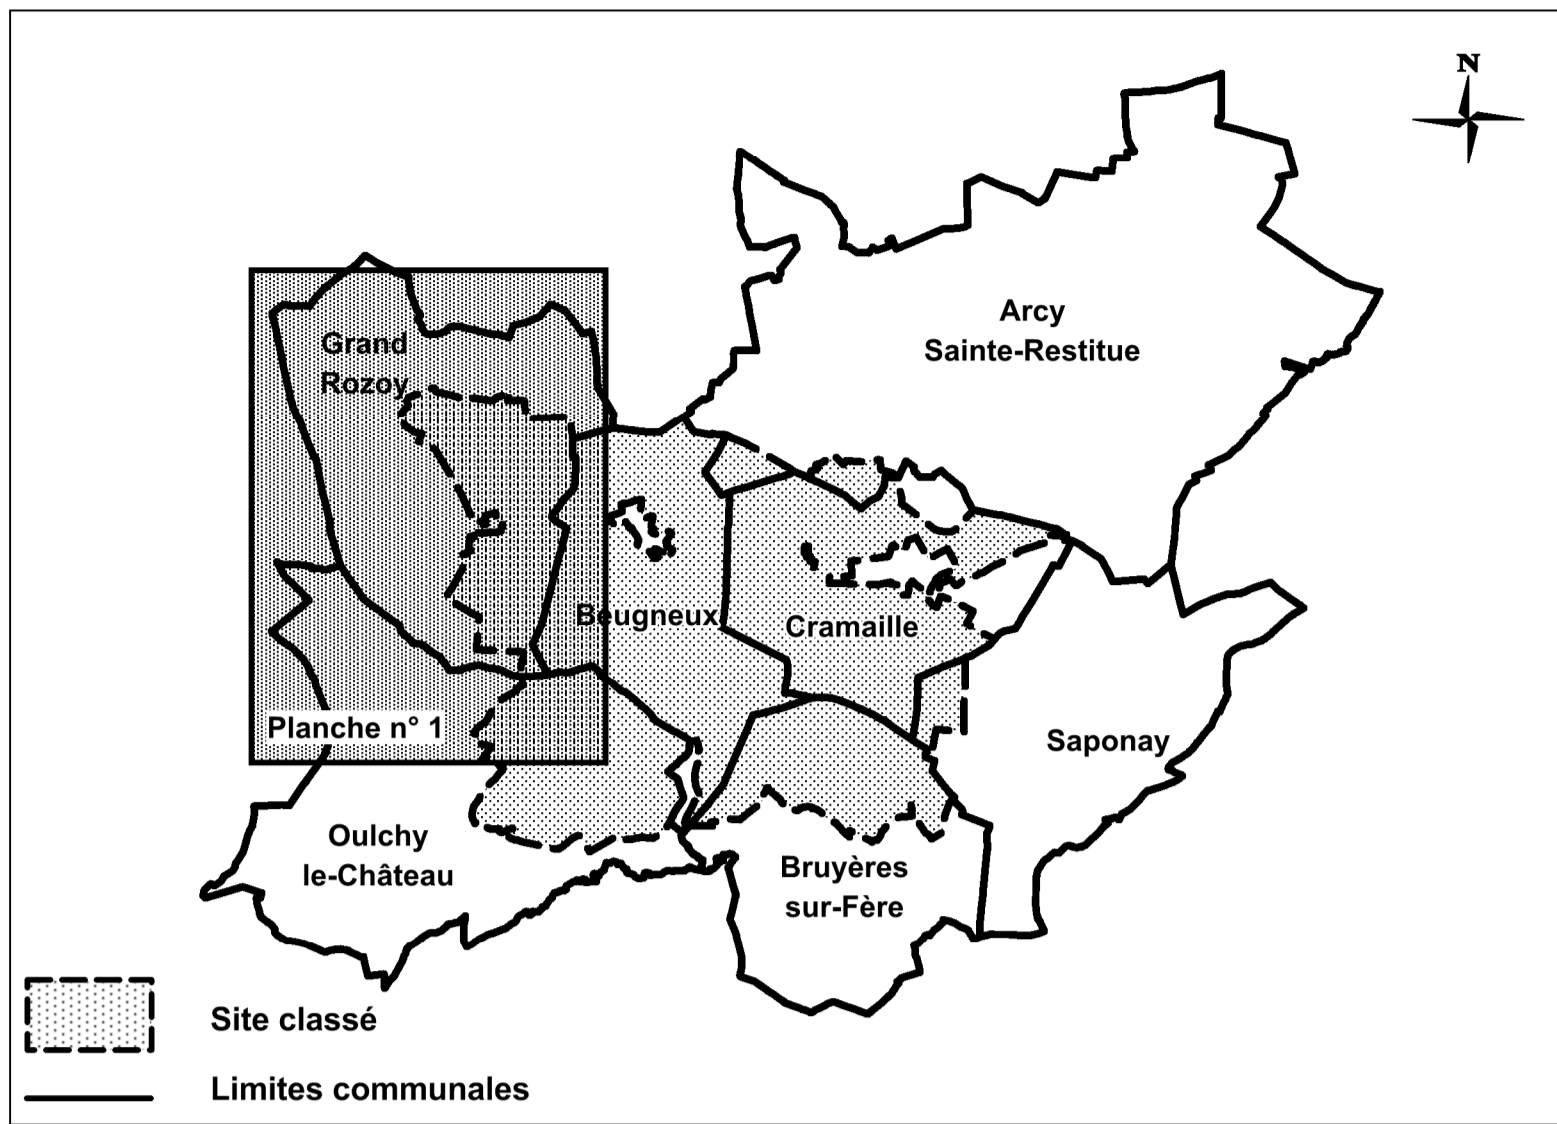 N
Arcy
Sainte-Restitue
Grand
Rozoy
Beugneux
Cramaille
Planche n° 1
Saponay
Oulchy
le-Château
Bruyères
sur-Fère
Site classé
Limites communales